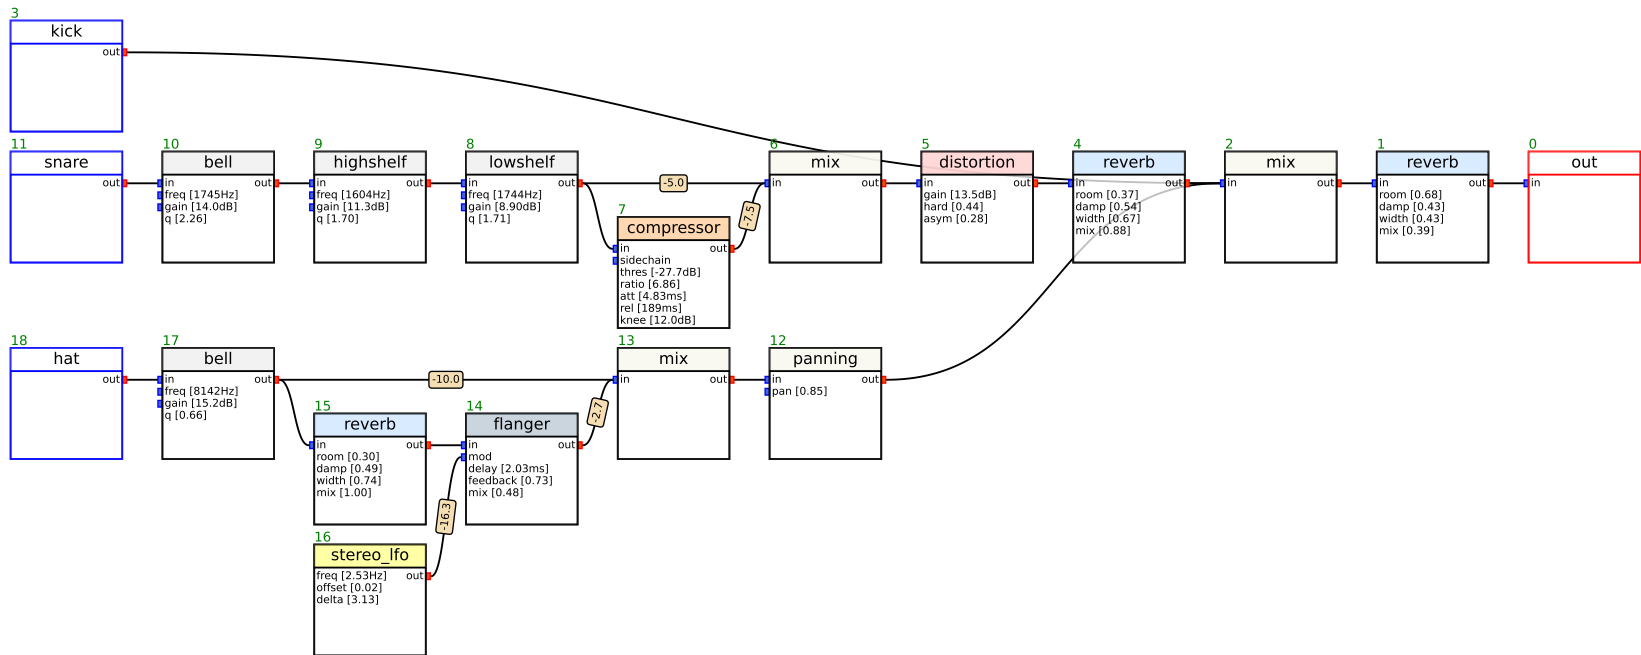 3
kick
out
11
snare
out
10
bell
in out
freq [1745Hz]
gain [14.0dB]
q [2.26]
9
highshelf
in out
freq [1604Hz]
gain [11.3dB]
q [1.70]
8
lowshelf
in out
freq [1744Hz]
gain [8.90dB]
q [1.71]
-5.0
7
compressor
in out
sidechain
thres [-27.7dB]
ratio [6.86]
att [4.83ms]
rel [189ms]
knee [12.0dB]
-7.5
6
mix
in out
5
distortion
in out
gain [13.5dB]
hard [0.44]
asym [0.28]
4
reverb
in out
room [0.37]
damp [0.54]
width [0.67]
mix [0.88]
2
mix
in out
1
reverb
in out
room [0.68]
damp [0.43]
width [0.43]
mix [0.39]
0
out
in
18
hat
out
17
bell
in out
freq [8142Hz]
gain [15.2dB]
q [0.66]
-10.0
15
reverb
in out
room [0.30]
damp [0.49]
width [0.74]
mix [1.00]
14
flanger
in out
mod
delay [2.03ms]
feedback [0.73]
mix [0.48]
-2.7
13
mix
in out
12
panning
in out
pan [0.85]
-16.3
16
stereo_lfo
freq [2.53Hz] out
offset [0.02]
delta [3.13]